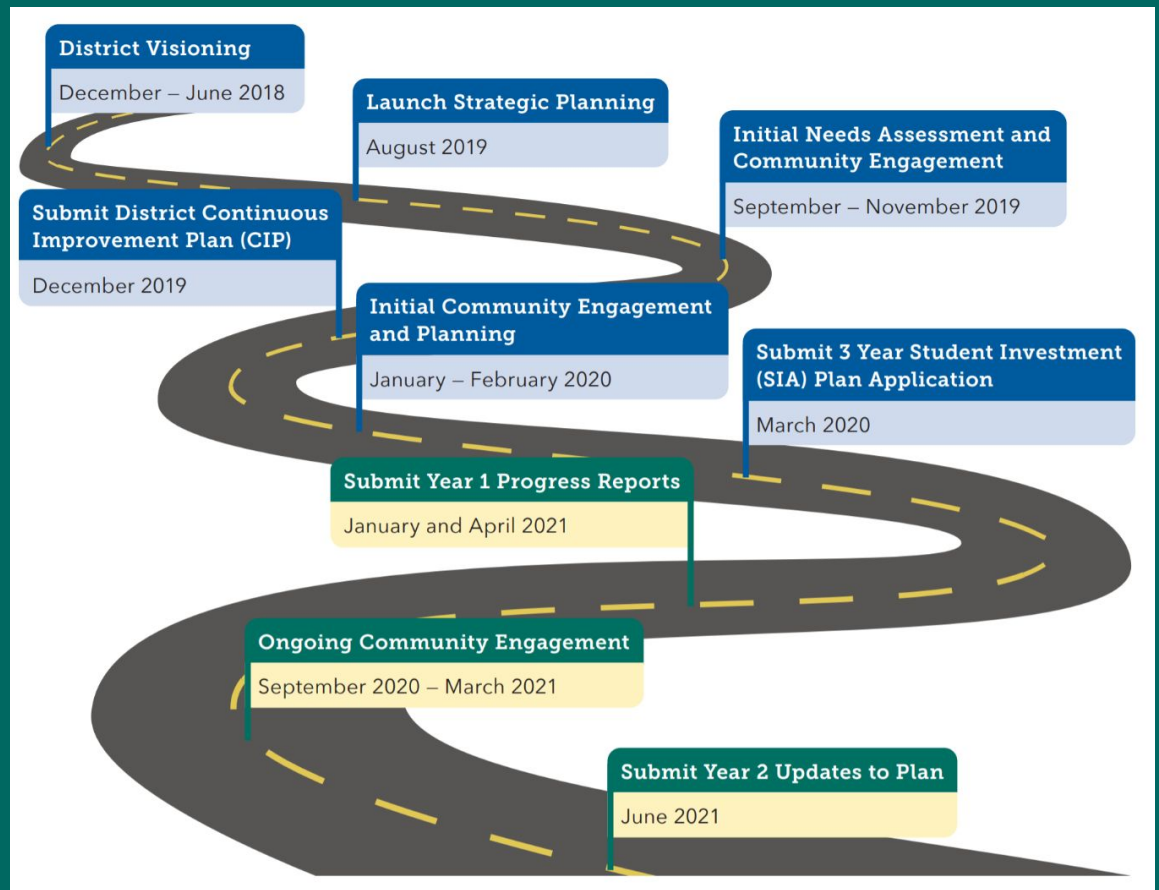 District Visioning
December – June 2018
Launch Strategic Planning
August 2019
Initial Needs Assessment and
Community Engagement
September – November 2019
Submit District Continuous
Improvement Plan (CIP)
December 2019
Initial Community Engagement
and Planning
January – February 2020
Submit 3 Year Student Investment
(SIA) Plan Application
March 2020
Submit Year 1 Progress Reports
January and April 2021
Ongoing Community Engagement
September 2020 – March 2021
Submit Year 2 Updates to Plan
June 2021